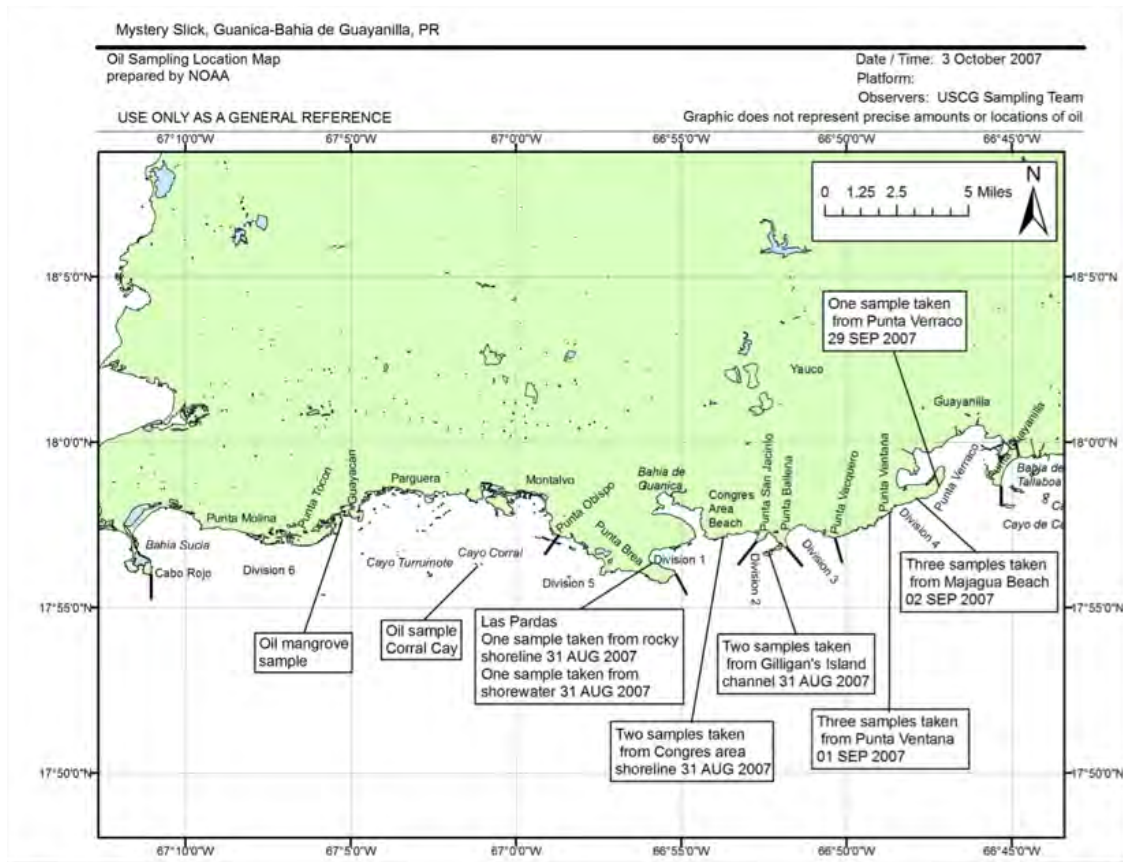 Mystery Slick, Guanica-Bahia de Guayanilla, PR
Oil Sampling Location Map
prepared by NOAA
Date / Time: 3 October 2007
Platform:
Observers: USCG Sampling Team
USE ONLY AS A GENERAL REFERENCE
Graphic does not represent precise amounts or locations of oil
67°10'0"W
67°5'0"W
67°0'0"W
66°55'0"W
66°50'0"W
66°45'0"W
N
0 1.25 2.5 5 Miles
18°5'0"N
18°5'0"N
One sample taken
from Punta Verraco
29 SEP 2007
Yauco
Guayanilla
18°0'0"N
18°0'0"N
Punta Guayanilla
Bahia de
Tallaboa
Cayo de Ca
Punta Verraco
Punta Ventana
Punta Vaquero
Punta Ballena
Punta San Jacinto
Congres
Area
Beach
Bahia de
Guanica
Montalvo
Parguera
Guayacan
Punta Tocon
Punta Molina
Bahia Sucia
Cabo Rojo
Division 6
Cayo Turrumote
Cayo Corral
Punta Obispo
Punta Brea
Division 5
Division 1
Division 2
Division 3
Division 4
17°55'0"N
17°55'0"N
Three samples taken
from Majagua Beach
02 SEP 2007
Oil mangrove
sample
Oil sample
Corral Cay
Las Pardas
One sample taken from rocky
shoreline 31 AUG 2007
One sample taken from
shorewater 31 AUG 2007
Two samples taken
from Gilligan's Island
channel 31 AUG 2007
Two samples taken
from Congres area
shoreline 31 AUG 2007
Three samples taken
from Punta Ventana
01 SEP 2007
17°50'0"N
17°50'0"N
67°10'0"W
67°5'0"W
67°0'0"W
66°55'0"W
66°50'0"W
66°45'0"W